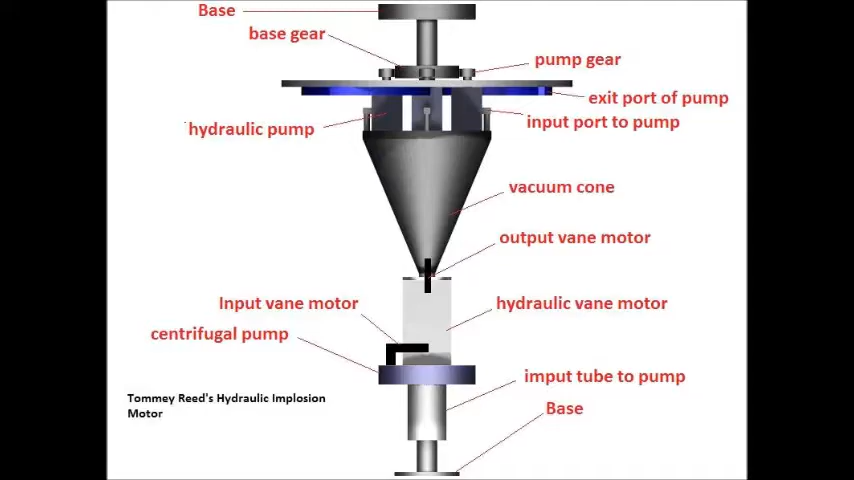 Base
base gear
pump gear
exit port of pump
hydraulic pump
input port to pump
vacuum cone
output vane motor
Input vane motor
hydraulic vane motor
centrifugal pump
imput tube to pump
Tommey Reed's Hydraulic Implosion
Motor
Base